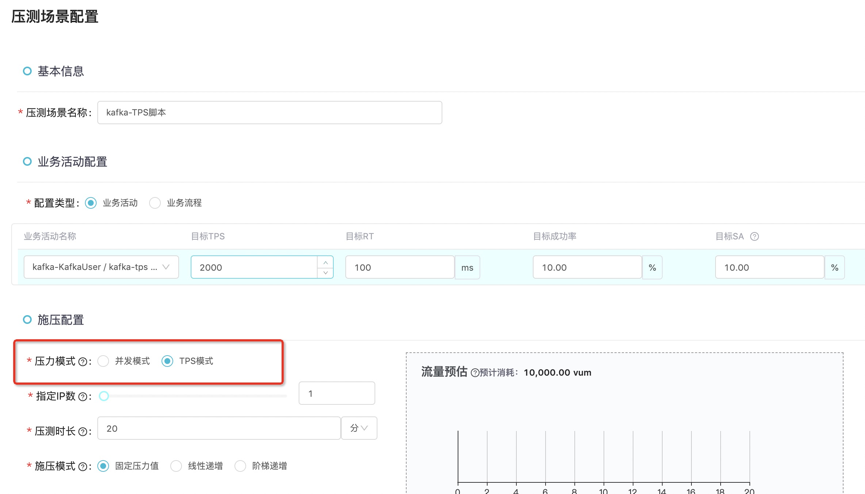 压测场景配置
基本信息
* 压测场景名称: kafka-TPS脚本
业务活动配置
* 配置类型: 业务活动 业务流程
业务活动名称 目标TPS 目标RT 目标成功率 目标SA ?
kafka-KafkaUser / kafka-tps ... 2000 100 ms 10.00 % 10.00 %
施压配置
* 压力模式 ? : 并发模式 TPS模式
流量预估 ? 预计消耗: 10,000.00 vum
* 指定IP数 ? : 1
* 压测时长 ? : 20 分
* 施压模式 ? : 固定压力值 线性递增 阶梯递增
0 2 4 6 8 10 12 14 16 18 20